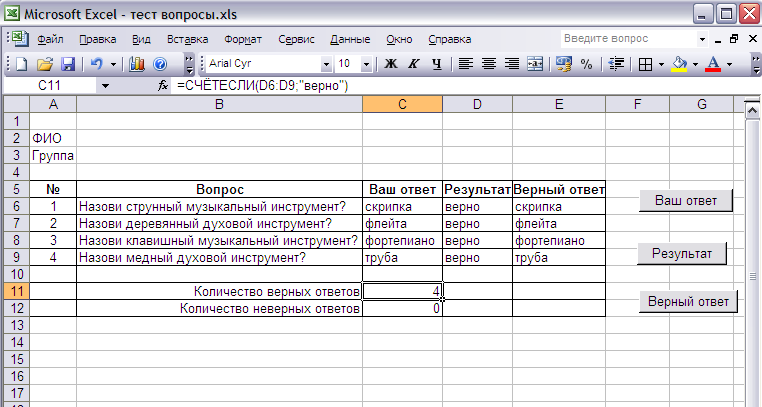 Microsoft Excel - тест вопросы.xls
Файл Правка Вид Вставка Формат Сервис Данные Окно Справка Введите вопрос
Arial Cyr 10 Ж К Ч %
C11 fx =СЧЁТЕСЛИ(D6:D9;"верно")
A B C D E F G
1
2 ФИО
3 Группа
4
5 № Вопрос Ваш ответ Результат Верный ответ
6 1 Назови струнный музыкальный инструмент? скрипка верно скрипка Ваш ответ
7 2 Назови деревянный духовой инструмент? флейта верно флейта
8 3 Назови клавишный музыкальный инструмент? фортепиано верно фортепиано
9 4 Назови медный духовой инструмент? труба верно труба Результат
10
11 Количество верных ответов 4 Верный ответ
12 Количество неверных ответов 0
13
14
15
16
17